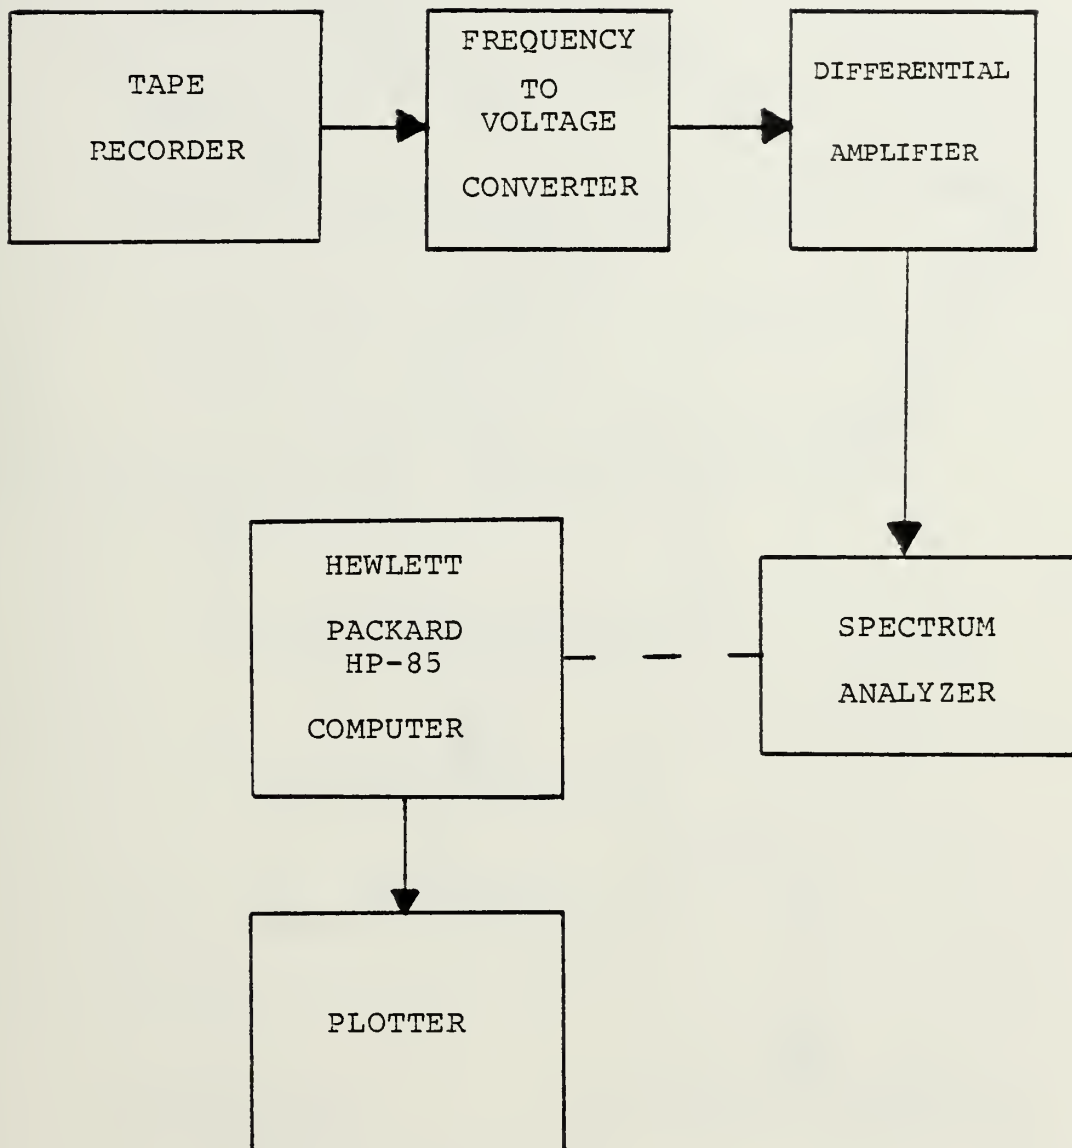 TAPE
RECORDER
FREQUENCY
TO
VOLTAGE
CONVERTER
DIFFERENTIAL
AMPLIFIER
HEWLETT
PACKARD
HP-85
COMPUTER
SPECTRUM
ANALYZER
PLOTTER